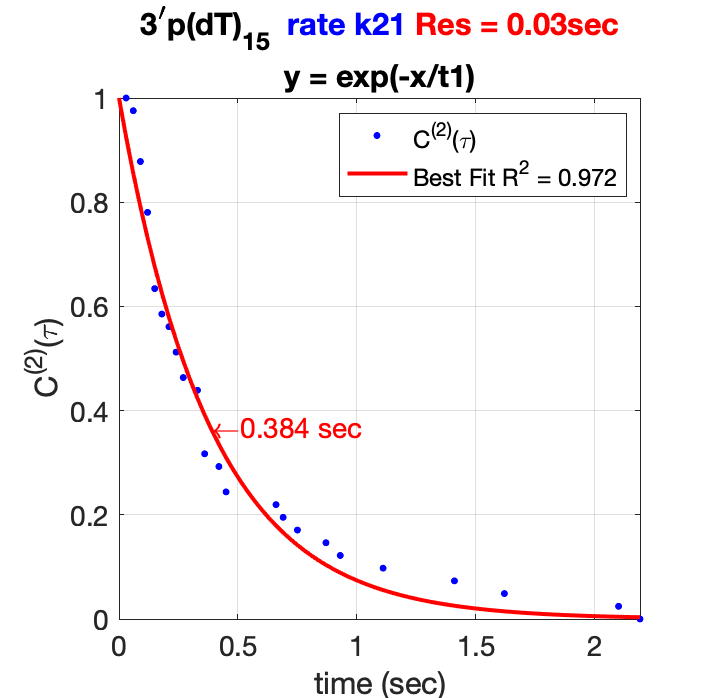 3′p(dT)₁₅ rate k21 Res = 0.03sec
y = exp(-x/t1)
C⁽²⁾(τ)
Best Fit R² = 0.972
0.384 sec
1
0.8
0.6
0.4
0.2
0
C⁽²⁾(τ)
0 0.5 1 1.5 2
time (sec)